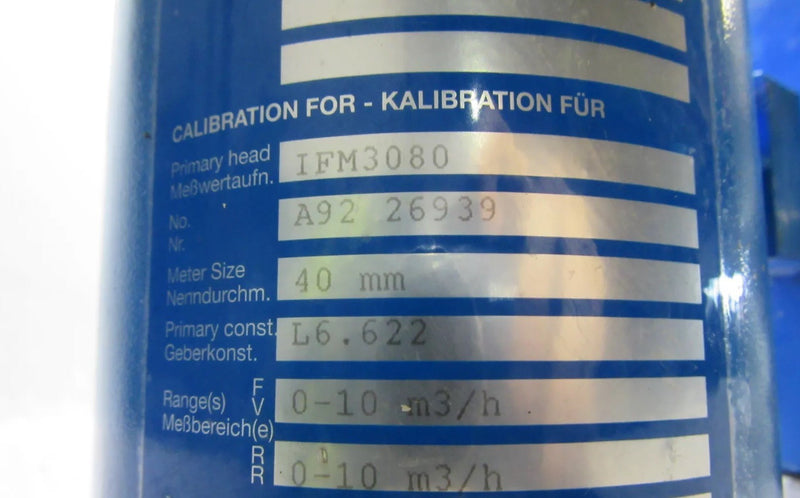 CALIBRATION FOR - KALIBRATION FÜR
Primary head
Meßwertaufn. IFM3080
No.
Nr. A92 26939
Meter Size
Nenndurchm. 40 mm
Primary const.
Geberkonst. L6.622
Range(s)
Meßbereich(e)
F
V 0-10 m3/h
R
R 0-10 m3/h